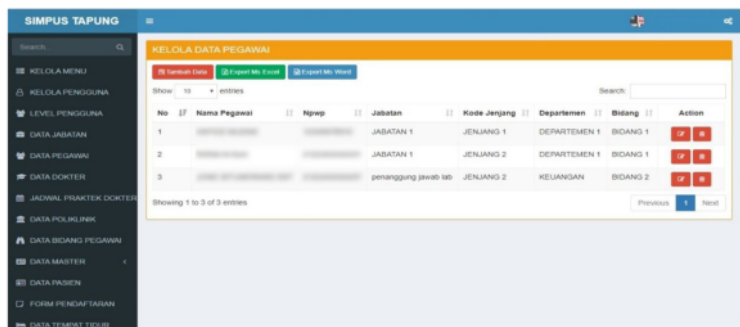 SIMPUS TAPUNG
Search...
KELOLA MENU
KELOLA PENGGUNA
LEVEL PENGGUNA
DATA JABATAN
DATA PEGAWAI
DATA DOKTER
JADWAL PRAKTEK DOKTER
DATA POLIKLINIK
DATA BIDANG PEGAWAI
DATA MASTER
DATA PASIEN
FORM PENDAFTARAN
DATA TEMPAT TIDUR
KELOLA DATA PEGAWAI
Tambah Data Export Ms Excel Export Ms Word
Show 10 entries Search:
No Nama Pegawai Npwp Jabatan Kode Jenjang Departemen Bidang Action
1 JABATAN 1 JENJANG 1 DEPARTEMEN 1 BIDANG 1
2 JABATAN 1 JENJANG 2 DEPARTEMEN 1 BIDANG 1
3 penanggung jawab lab JENJANG 2 KEUANGAN BIDANG 2
Showing 1 to 3 of 3 entries
Previous 1 Next